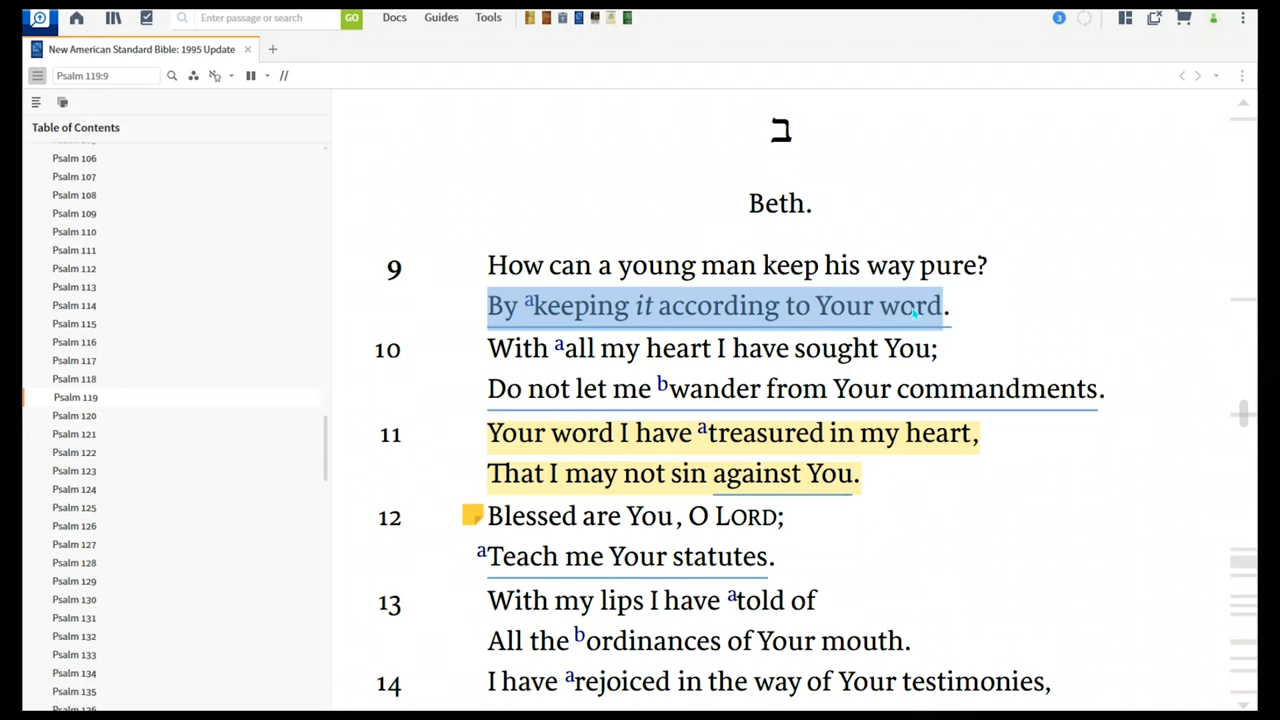 Enter passage or search
GO
Docs
Guides
Tools
3
New American Standard Bible: 1995 Update
Psalm 119:9
Table of Contents
Psalm 106
Psalm 107
Psalm 108
Psalm 109
Psalm 110
Psalm 111
Psalm 112
Psalm 113
Psalm 114
Psalm 115
Psalm 116
Psalm 117
Psalm 118
Psalm 119
Psalm 120
Psalm 121
Psalm 122
Psalm 123
Psalm 124
Psalm 125
Psalm 126
Psalm 127
Psalm 128
Psalm 129
Psalm 130
Psalm 131
Psalm 132
Psalm 133
Psalm 134
Psalm 135
ב
Beth.
9 How can a young man keep his way pure?
By akeeping it according to Your word.
10 With aall my heart I have sought You;
Do not let me bwander from Your commandments.
11 Your word I have atreasured in my heart,
That I may not sin against You.
12 Blessed are You, O LORD;
aTeach me Your statutes.
13 With my lips I have atold of
All the bordinances of Your mouth.
14 I have arejoiced in the way of Your testimonies,